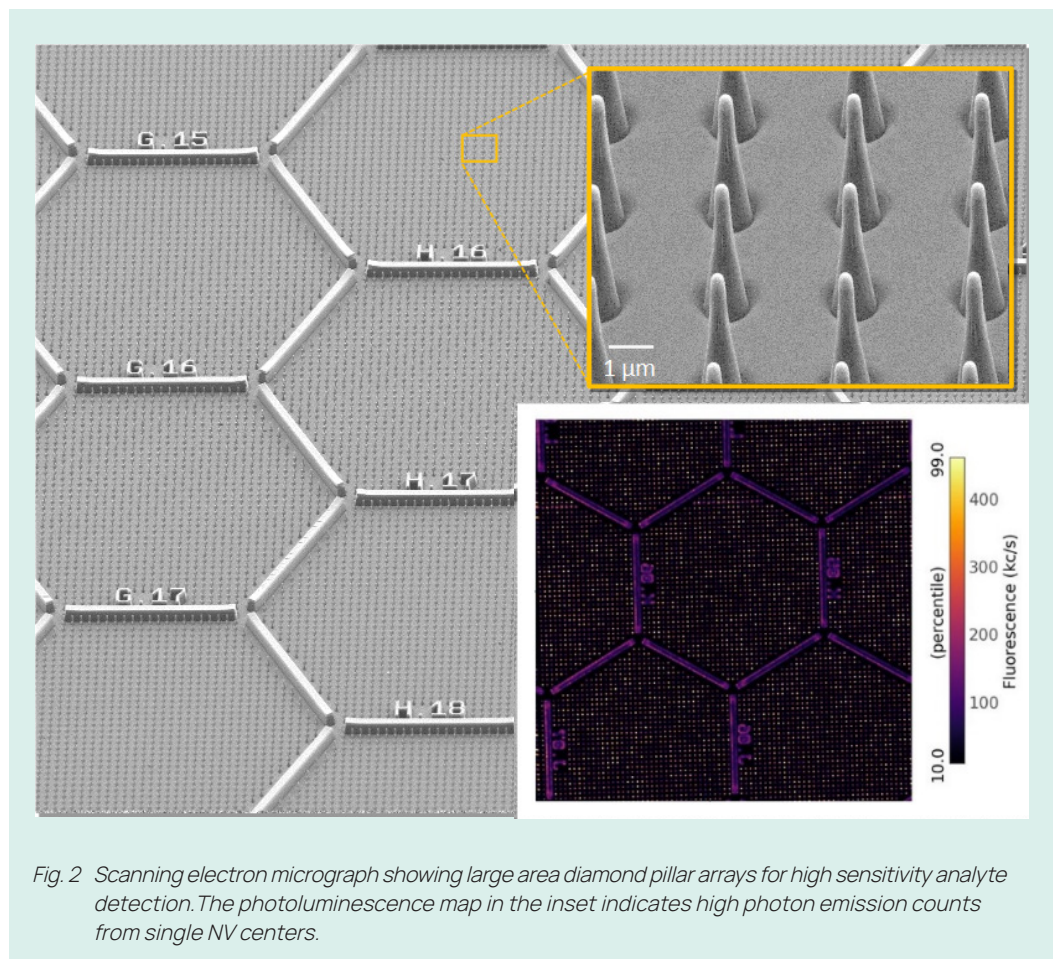 G.15
H.16
G.16
H.17
G.17
H.18
1 μm
99.0
(percentile)
10.0
400
300
200
100
Fluorescence (kc/s)
Fig. 2 Scanning electron micrograph showing large area diamond pillar arrays for high sensitivity analyte
detection.The photoluminescence map in the inset indicates high photon emission counts
from single NV centers.